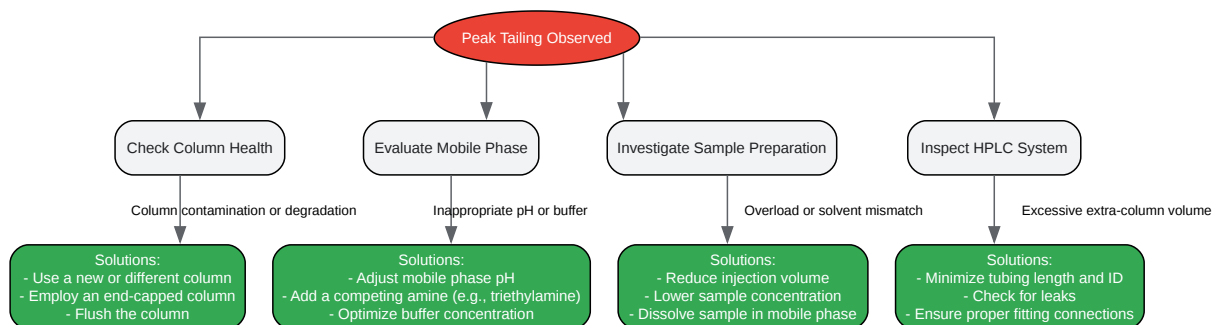 Peak Tailing Observed
Check Column Health
Evaluate Mobile Phase
Investigate Sample Preparation
Inspect HPLC System
Column contamination or degradation
Inappropriate pH or buffer
Overload or solvent mismatch
Excessive extra-column volume
Solutions:
- Use a new or different column
- Employ an end-capped column
- Flush the column
Solutions:
- Adjust mobile phase pH
- Add a competing amine (e.g., triethylamine)
- Optimize buffer concentration
Solutions:
- Reduce injection volume
- Lower sample concentration
- Dissolve sample in mobile phase
Solutions:
- Minimize tubing length and ID
- Check for leaks
- Ensure proper fitting connections